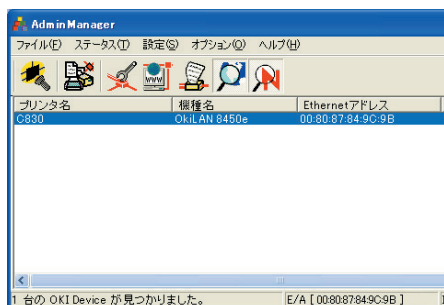 AdminManager
ファイル(F) ステータス(T) 設定(S) オプション(O) ヘルプ(H)
WWW
プリンタ名 機種名 Ethernetアドレス
C830 OkiLAN 8450e 00:80:87:84:9C:9B
1 台の OKI Device が見つかりました。 E/A [ 00:80:87:84:9C:9B ]